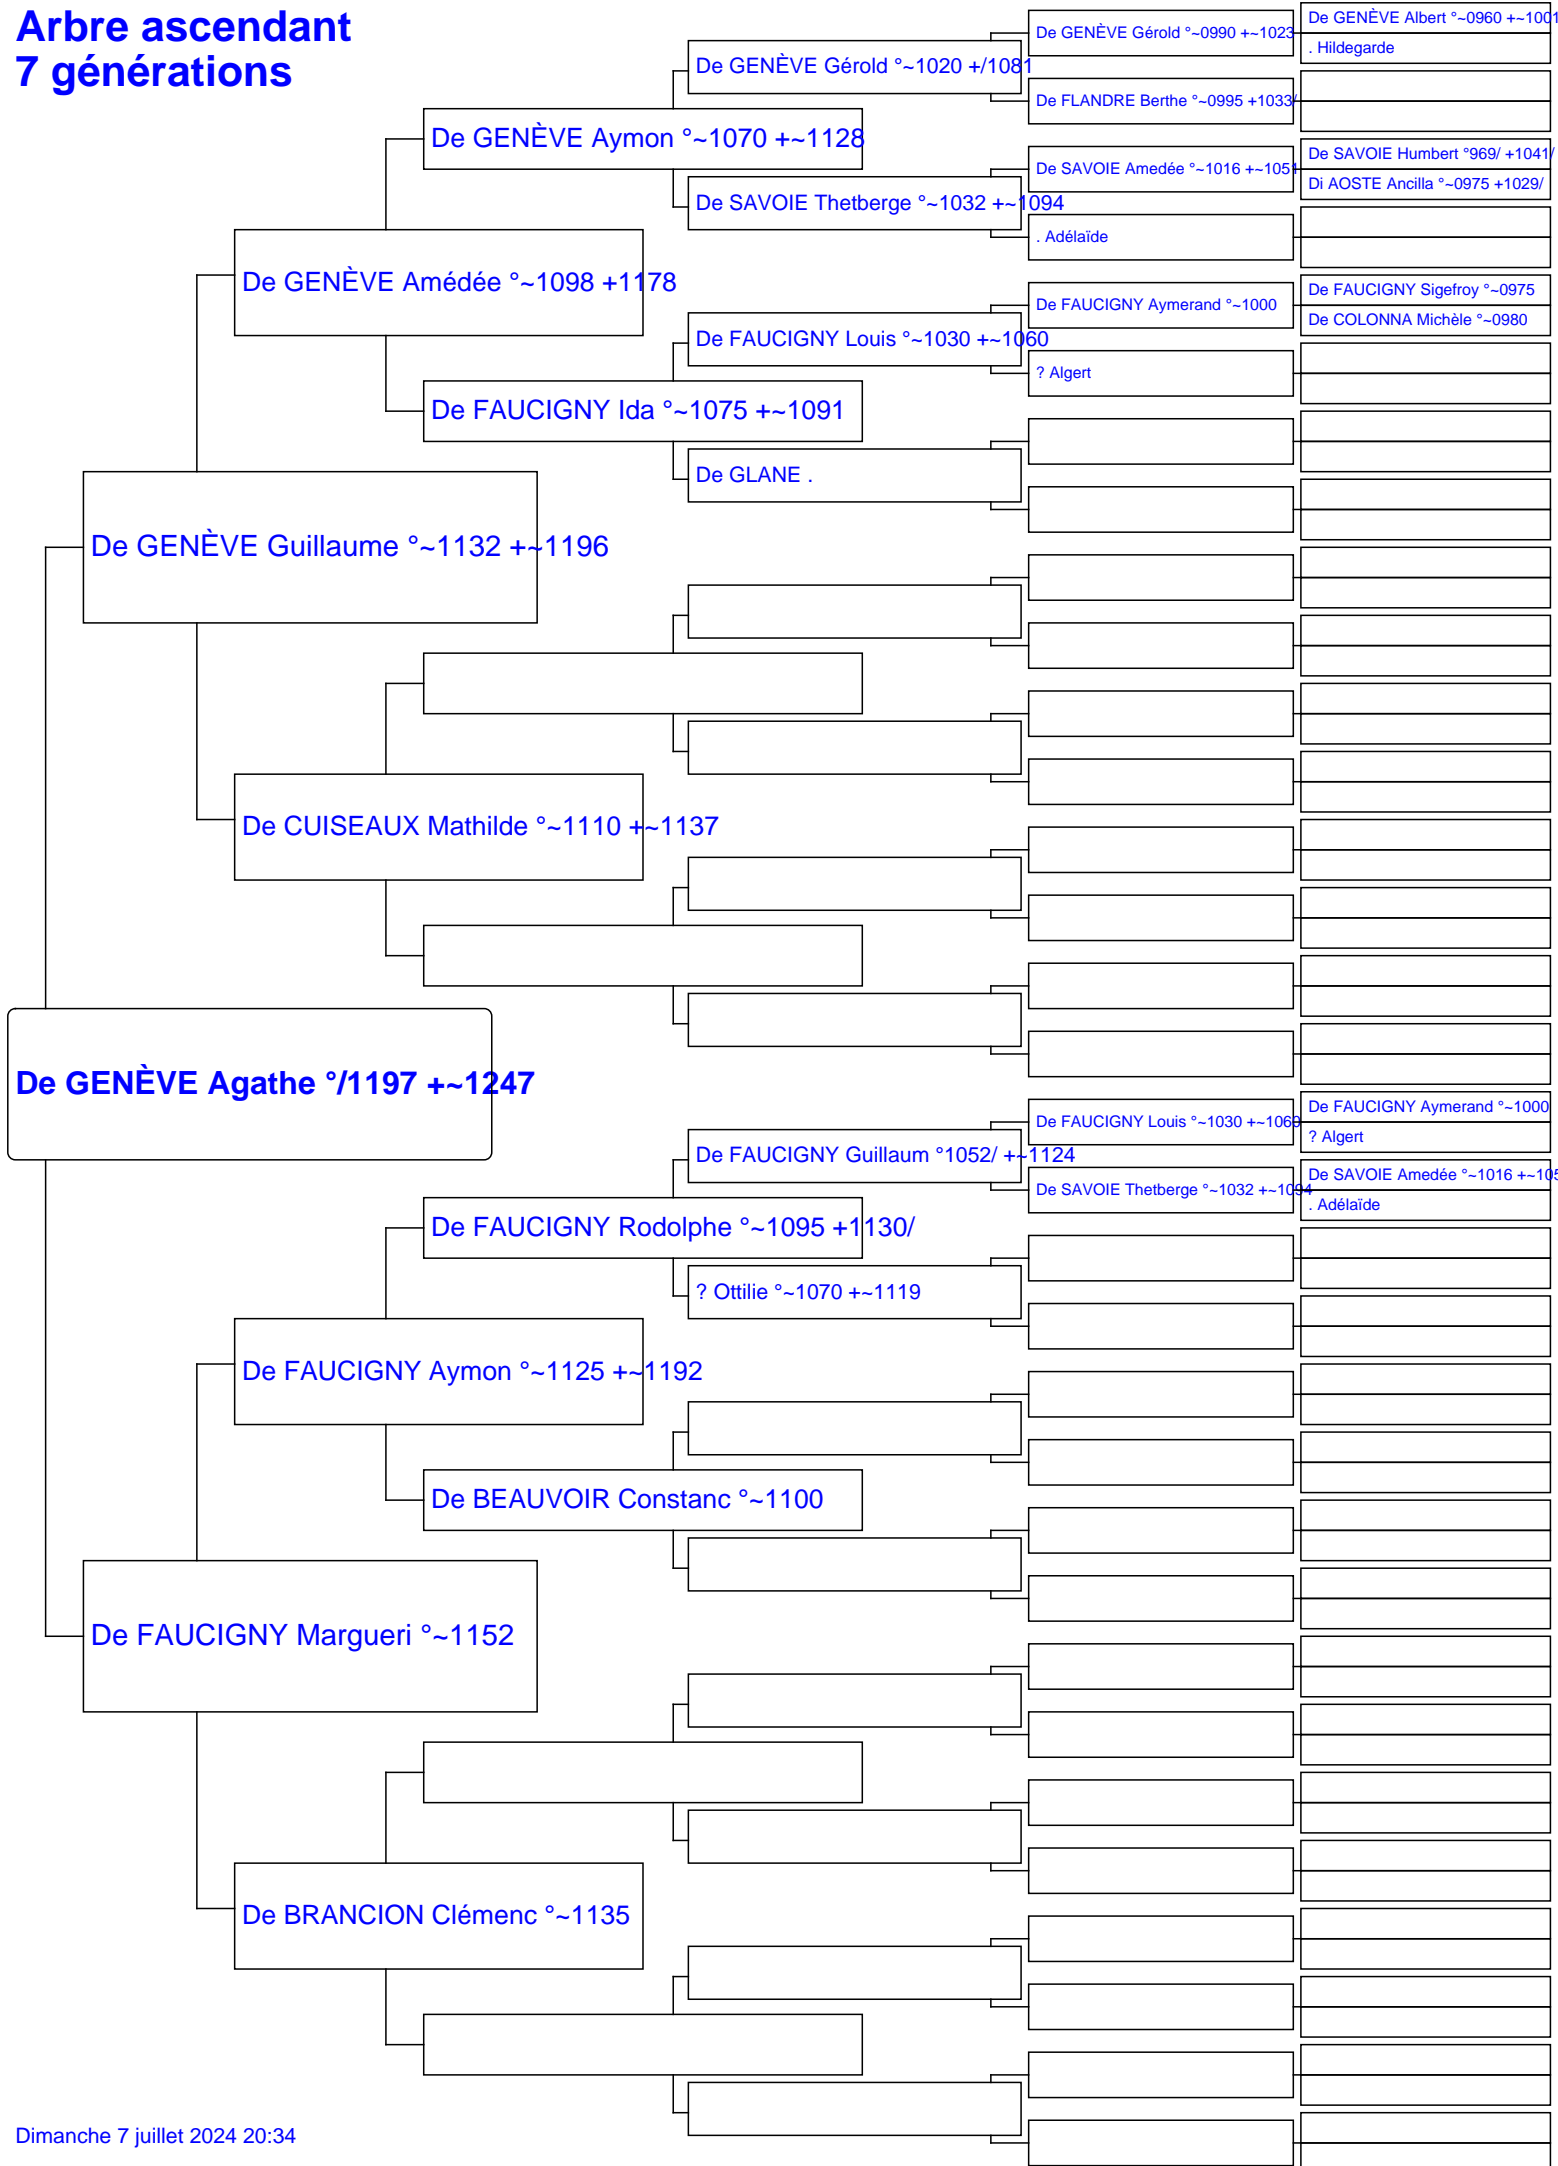 Arbre ascendant
7 générations
De GENÈVE Agathe °/1197 +~1247
De GENÈVE Guillaume °~1132 +~1196
De FAUCIGNY Margueri °~1152
De GENÈVE Amédée °~1098 +1178
De CUISEAUX Mathilde °~1110 +~1137
De FAUCIGNY Aymon °~1125 +~1192
De BRANCION Clémenc °~1135
De GENÈVE Aymon °~1070 +~1128
De FAUCIGNY Ida °~1075 +~1091
De FAUCIGNY Rodolphe °~1095 +1130/
De BEAUVOIR Constanc °~1100
De GENÈVE Gérold °~1020 +/1081
De SAVOIE Thetberge °~1032 +~1094
De FAUCIGNY Louis °~1030 +~1060
De GLANE .
De FAUCIGNY Guillaum °1052/ +~1124
? Ottilie °~1070 +~1119
De GENÈVE Gérold °~0990 +~1023
De FLANDRE Berthe °~0995 +1033/
De SAVOIE Amedée °~1016 +~1051
. Adélaïde
De FAUCIGNY Aymerand °~1000
? Algert
De FAUCIGNY Louis °~1030 +~1060
De SAVOIE Thetberge °~1032 +~1094
De GENÈVE Albert °~0960 +~1001
. Hildegarde
De SAVOIE Humbert °969/ +1041/
Di AOSTE Ancilla °~0975 +1029/
De FAUCIGNY Sigefroy °~0975
De COLONNA Michèle °~0980
De FAUCIGNY Aymerand °~1000
? Algert
De SAVOIE Amedée °~1016 +~105
. Adélaïde
Dimanche 7 juillet 2024 20:34